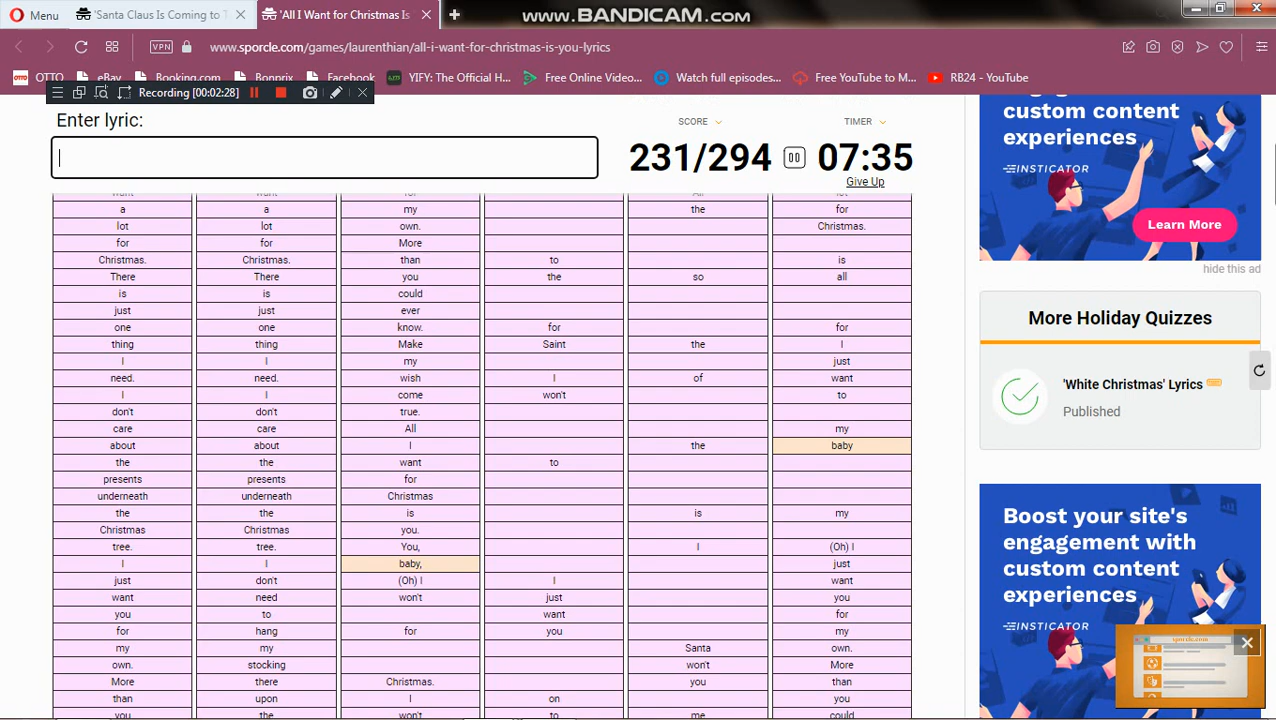 Menu
'Santa Claus Is Coming to T
'All I Want for Christmas Is
www.BANDICAM.com
VPN
www.sporcle.com/games/laurenthian/all-i-want-for-christmas-is-you-lyrics
OTTO
eBay
Booking.com
Bonprix
Facebook
YIFY: The Official H...
Free Online Video...
Watch full episodes...
Free YouTube to M...
RB24 - YouTube
Recording [00:02:28]
Enter lyric:
SCORE
TIMER
231/294
07:35
Give Up
a a my the for
lot lot own. Christmas.
for for More
Christmas. Christmas. than to is
There There you the so all
is is could
just just ever
one one know. for for
thing thing Make Saint the I
I I my just
need. need. wish I of want
I I come won't to
don't don't true.
care care All my
about about I the baby
the the want to
presents presents for
underneath underneath Christmas
the the is is my
Christmas Christmas you.
tree. tree. You, I (Oh) I
I I baby, just
just don't (Oh) I I want
want need won't just you
you to want for
for hang for you my
my my Santa own.
own. stocking won't More
More there Christmas. you than
than upon I on you
you the won't to me could
engaging
custom content
experiences
INSTICATOR
Learn More
hide this ad
More Holiday Quizzes
'White Christmas' Lyrics
Published
Boost your site's
engagement with
custom content
experiences
INSTICATOR
sporcle.com